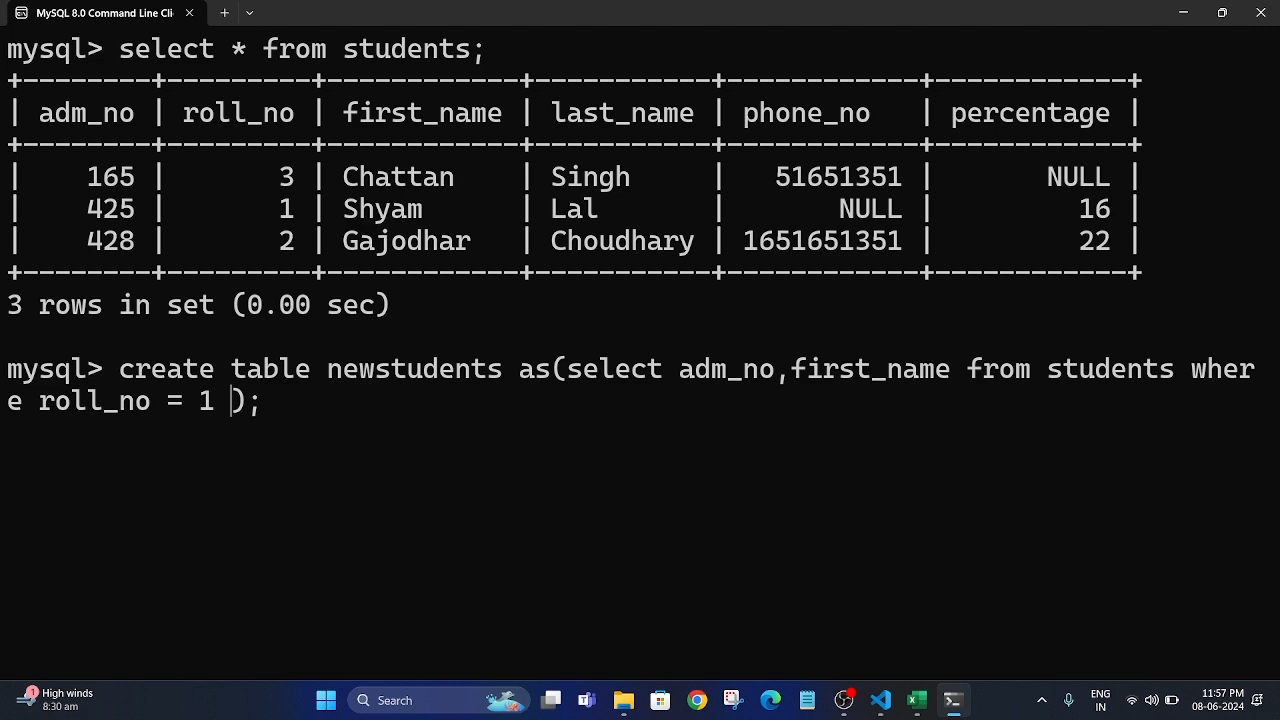 MySQL 8.0 Command Line Cli
mysql> select * from students;
+--------+---------+------------+-----------+------------+------------+
| adm_no | roll_no | first_name | last_name | phone_no | percentage |
+--------+---------+------------+-----------+------------+------------+
| 165 | 3 | Chattan | Singh | 51651351 | NULL |
| 425 | 1 | Shyam | Lal | NULL | 16 |
| 428 | 2 | Gajodhar | Choudhary | 1651651351 | 22 |
+--------+---------+------------+-----------+------------+------------+
3 rows in set (0.00 sec)
mysql> create table newstudents as(select adm_no,first_name from students wher
e roll_no = 1 );
1 High winds
8:30 am
Search
ENG
IN
11:57 PM
08-06-2024